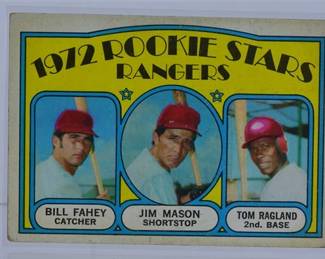 1972 ROOKIE STARS
RANGERS
BILL FAHEY
CATCHER
JIM MASON
SHORTSTOP
TOM RAGLAND
2nd. BASE